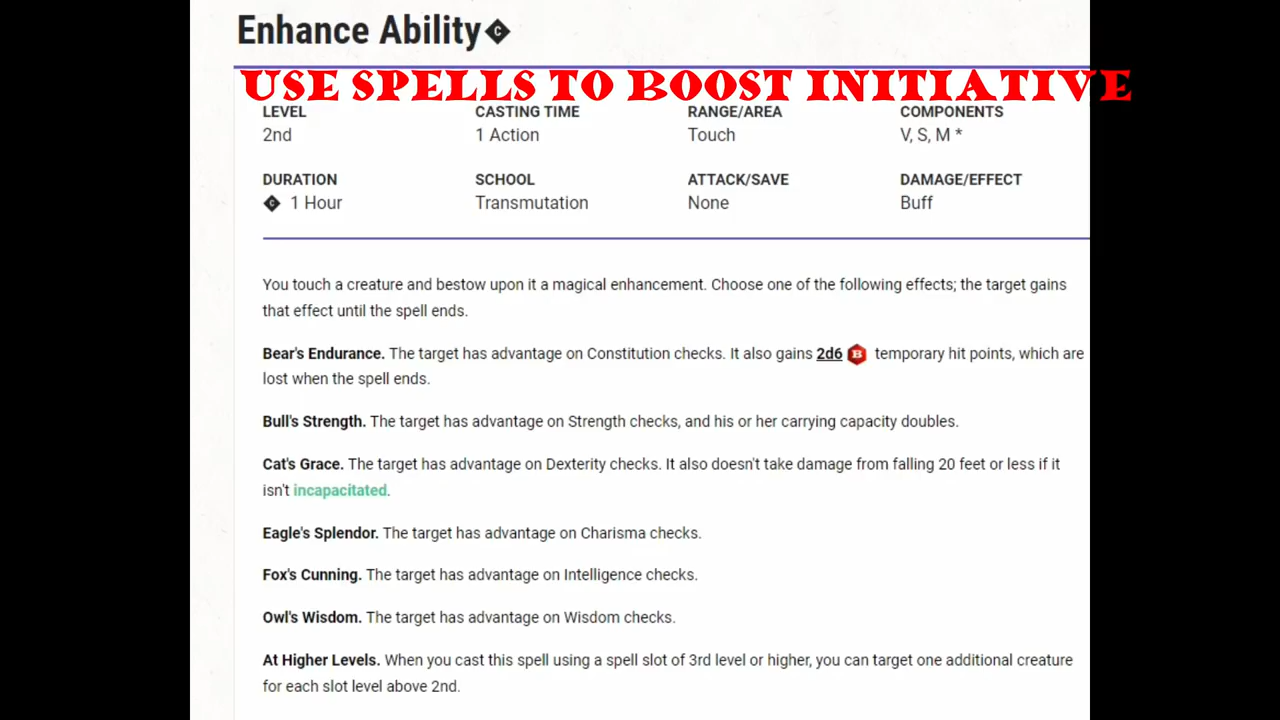 Enhance Ability C
USE SPELLS TO BOOST INITIATIVE
LEVEL CASTING TIME RANGE/AREA COMPONENTS
2nd 1 Action Touch V, S, M *
DURATION SCHOOL ATTACK/SAVE DAMAGE/EFFECT
C 1 Hour Transmutation None Buff
You touch a creature and bestow upon it a magical enhancement. Choose one of the following effects; the target gains
that effect until the spell ends.
Bear's Endurance. The target has advantage on Constitution checks. It also gains 2d6 B temporary hit points, which are
lost when the spell ends.
Bull's Strength. The target has advantage on Strength checks, and his or her carrying capacity doubles.
Cat's Grace. The target has advantage on Dexterity checks. It also doesn't take damage from falling 20 feet or less if it
isn't incapacitated.
Eagle's Splendor. The target has advantage on Charisma checks.
Fox's Cunning. The target has advantage on Intelligence checks.
Owl's Wisdom. The target has advantage on Wisdom checks.
At Higher Levels. When you cast this spell using a spell slot of 3rd level or higher, you can target one additional creature
for each slot level above 2nd.